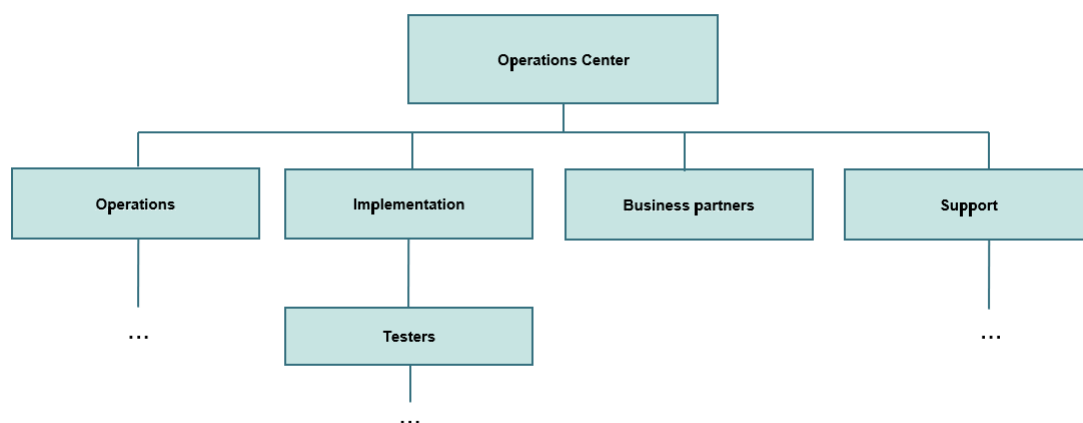 Operations Center
Operations
Implementation
Business partners
Support
...
Testers
...
...